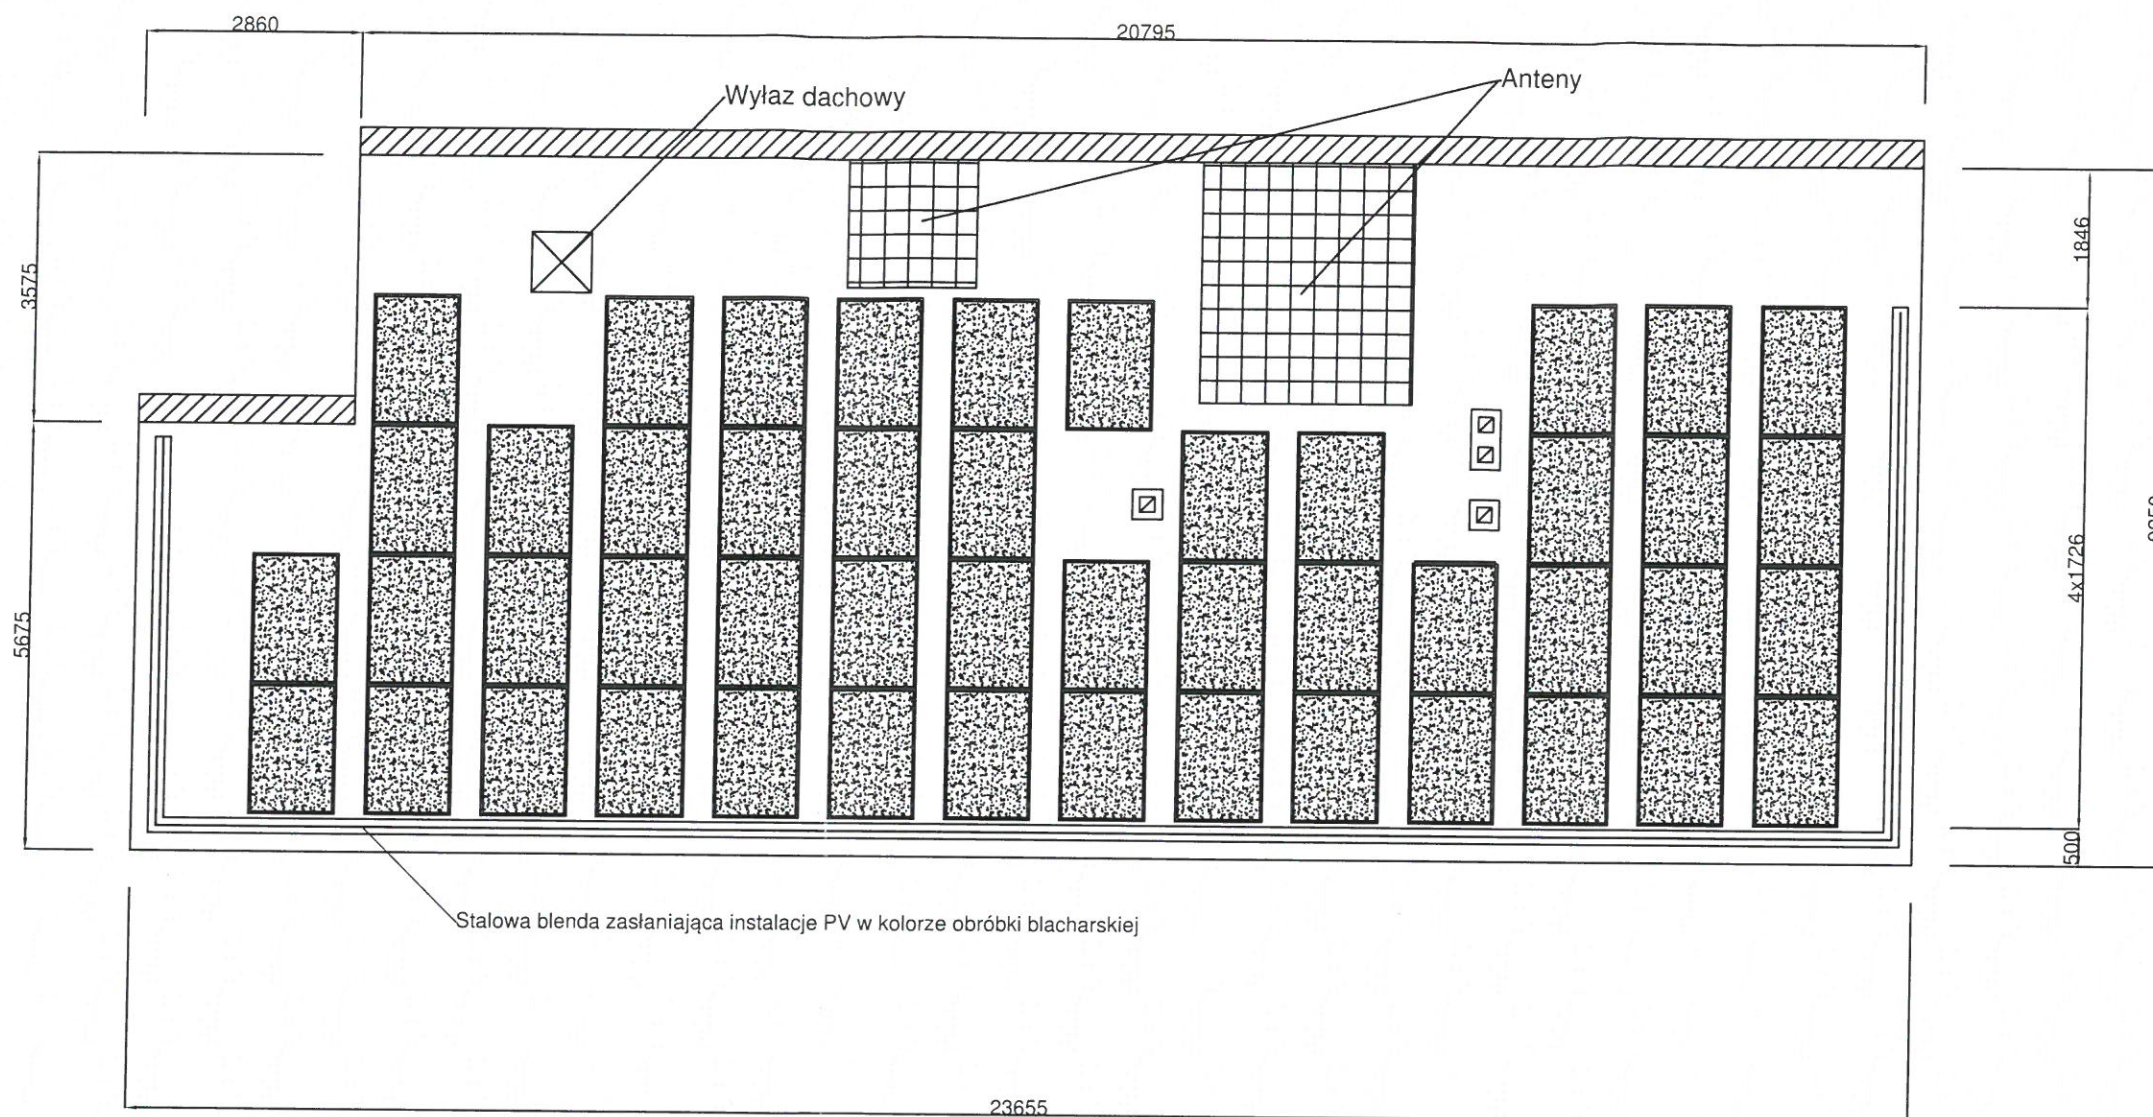 2860
20795
Wyłaz dachowy
Anteny
3575
1846
5675
4x1726
500
Stalowa blenda zasłaniająca instalacje PV w kolorze obróbki blacharskiej
23655